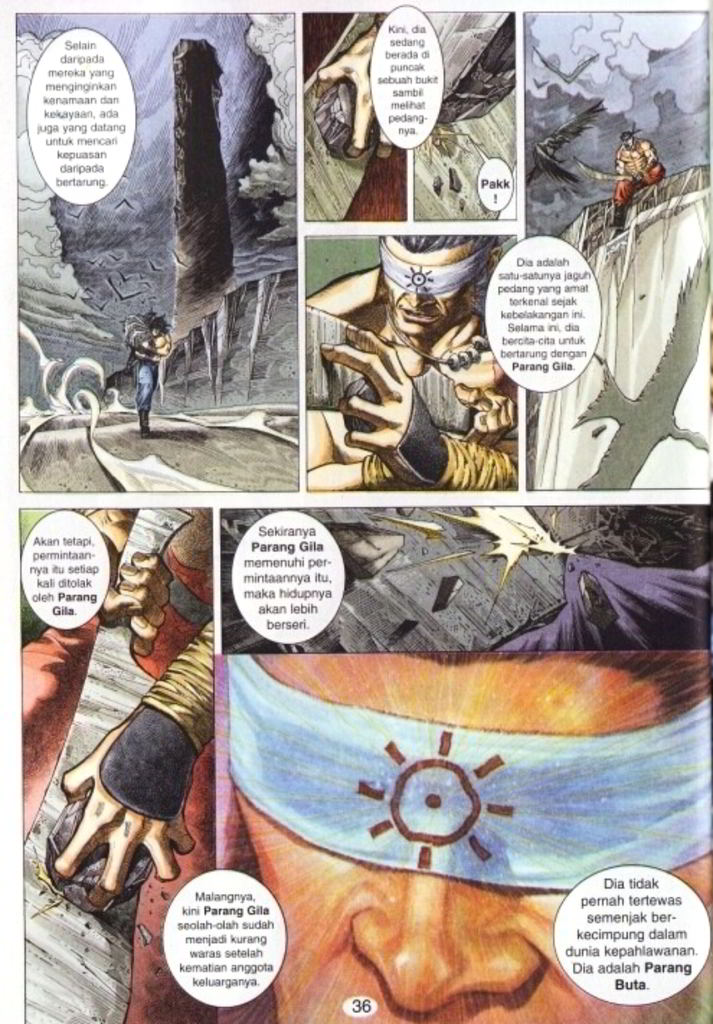 Selain
daripada
mereka yang
menginginkan
kenamaan dan
kekayaan, ada
juga yang datang
untuk mencari
kepuasan
daripada
bertarung.
Kini, dia
sedang
berada di
puncak
sebuah bukit
sambil
melihat
pedang-
nya.
Pakk
!
Dia adalah
satu-satunya jaguh
pedang yang amat
terkenal sejak
kebelakangan ini.
Selama ini, dia
bercita-cita untuk
bertarung dengan
Parang Gila.
Akan tetapi,
permintaan-
nya itu setiap
kali ditolak
oleh Parang
Gila.
Sekiranya
Parang Gila
memenuhi per-
mintaannya itu,
maka hidupnya
akan lebih
berseri.
Malangnya,
kini Parang Gila
seolah-olah sudah
menjadi kurang
waras setelah
kematian anggota
keluarganya.
Dia tidak
pernah tertewas
semenjak ber-
kecimpung dalam
dunia kepahlawanan.
Dia adalah Parang
Buta.
36